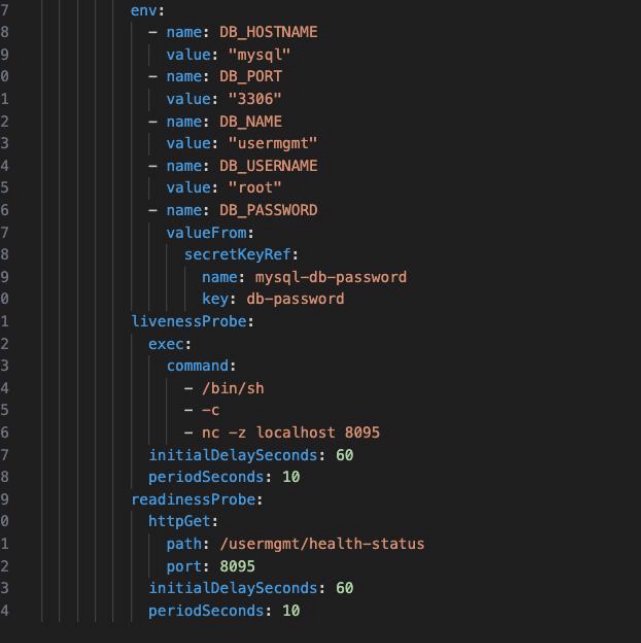 7 env:
8 - name: DB_HOSTNAME
9 value: "mysql"
0 - name: DB_PORT
1 value: "3306"
2 - name: DB_NAME
3 value: "usermgmt"
4 - name: DB_USERNAME
5 value: "root"
6 - name: DB_PASSWORD
7 valueFrom:
8 secretKeyRef:
9 name: mysql-db-password
0 key: db-password
1 livenessProbe:
2 exec:
3 command:
4 - /bin/sh
5 - -c
6 - nc -z localhost 8095
7 initialDelaySeconds: 60
8 periodSeconds: 10
9 readinessProbe:
0 httpGet:
1 path: /usermgmt/health-status
2 port: 8095
3 initialDelaySeconds: 60
4 periodSeconds: 10